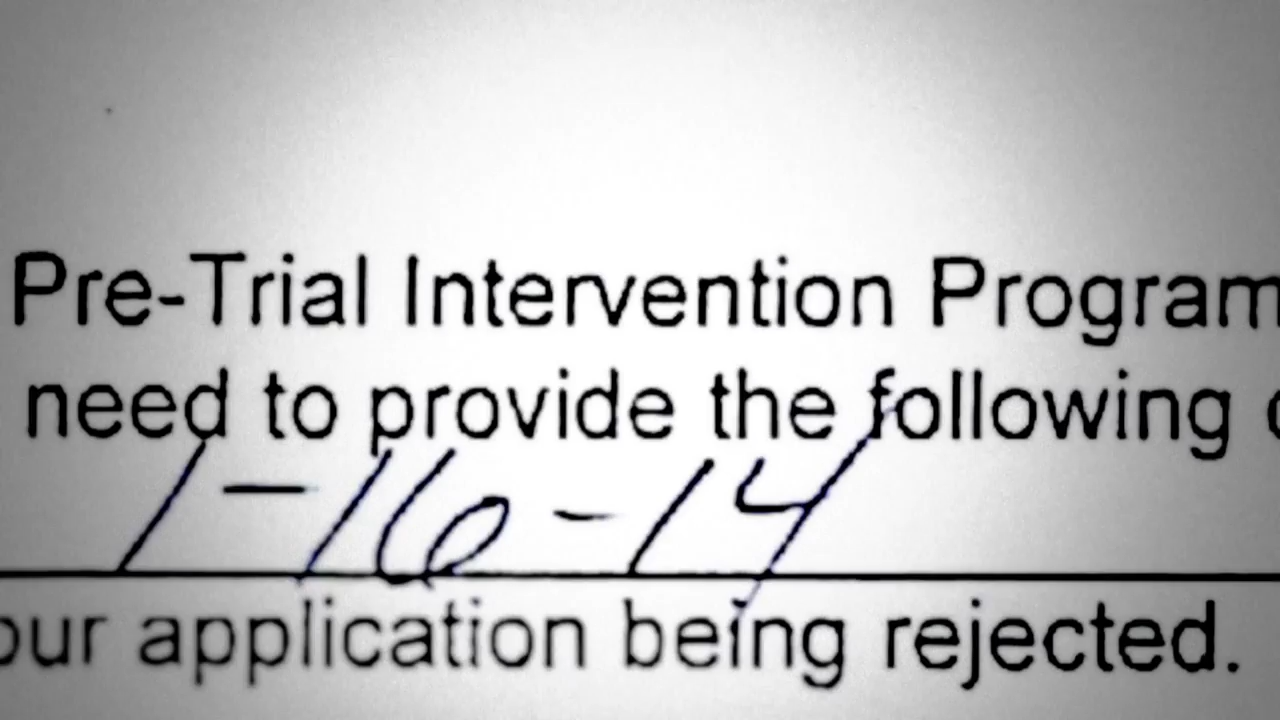 Pre-Trial Intervention Program
need to provide the following
1-16-14
our application being rejected.